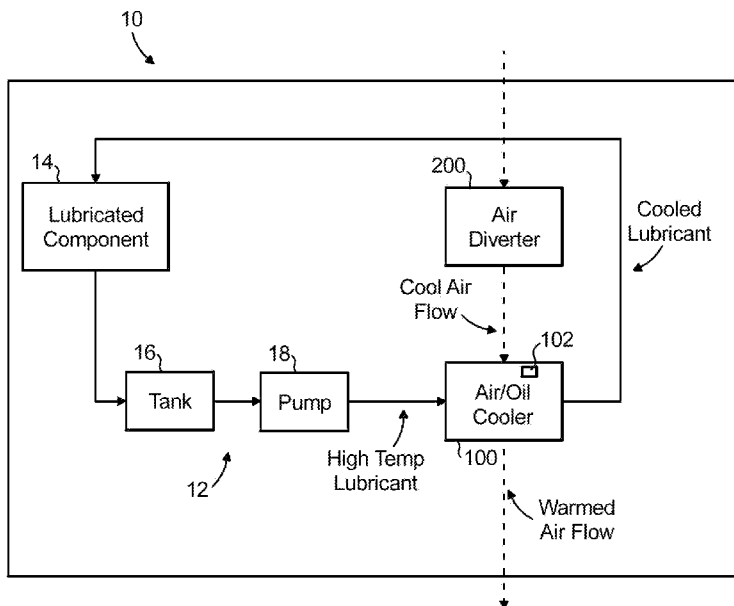 10
14
Lubricated
Component
200
Air
Diverter
Cooled
Lubricant
Cool Air
Flow
16
Tank
18
Pump
102
Air/Oil
Cooler
100
High Temp
Lubricant
12
Warmed
Air Flow